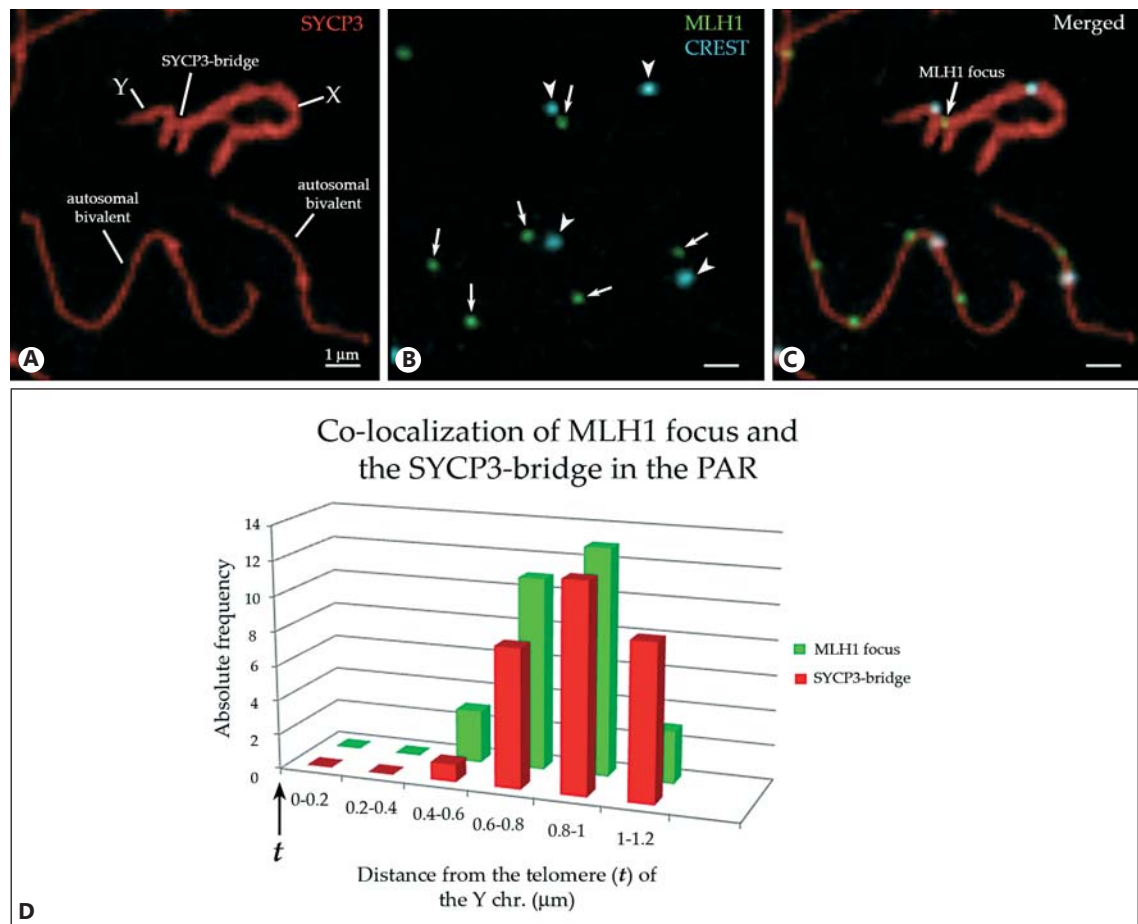 SYCP3
SYCP3-bridge
Y
X
autosomal
bivalent
autosomal
bivalent
1 µm
A
MLH1
CREST
B
Merged
MLH1 focus
C
Co-localization of MLH1 focus and
the SYCP3-bridge in the PAR
Absolute frequency
14
12
10
8
6
4
2
0
0-0.2
0.2-0.4
0.4-0.6
0.6-0.8
0.8-1
1-1.2
t
MLH1 focus
SYCP3-bridge
Distance from the telomere (t) of
the Y chr. (µm)
D